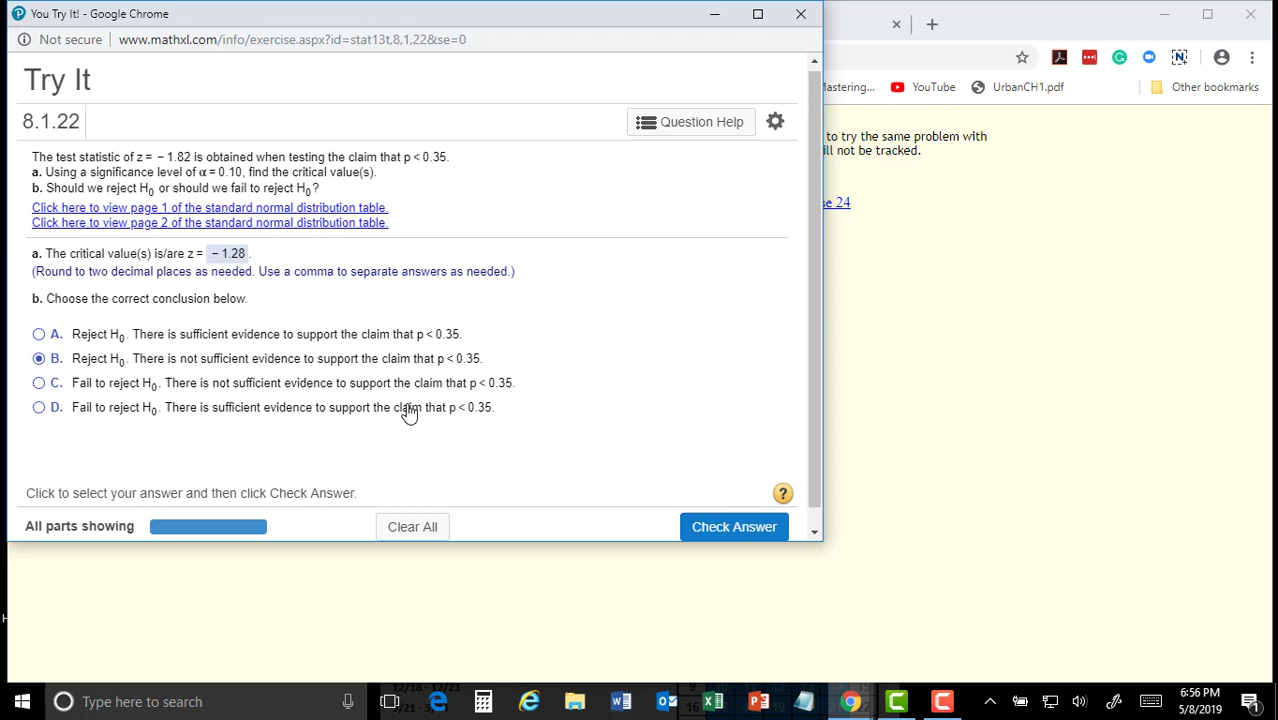 You Try It! - Google Chrome
Not secure | www.mathxl.com/info/exercise.aspx?id=stat13t,8,1,22&se=0
Try It
8.1.22
Question Help
The test statistic of z = − 1.82 is obtained when testing the claim that p < 0.35.
a. Using a significance level of α = 0.10, find the critical value(s).
b. Should we reject H0 or should we fail to reject H0?
Click here to view page 1 of the standard normal distribution table.
Click here to view page 2 of the standard normal distribution table.
a. The critical value(s) is/are z = − 1.28 .
(Round to two decimal places as needed. Use a comma to separate answers as needed.)
b. Choose the correct conclusion below.
A. Reject H0. There is sufficient evidence to support the claim that p < 0.35.
B. Reject H0. There is not sufficient evidence to support the claim that p < 0.35.
C. Fail to reject H0. There is not sufficient evidence to support the claim that p < 0.35.
D. Fail to reject H0. There is sufficient evidence to support the claim that p < 0.35.
Click to select your answer and then click Check Answer.
?
All parts showing
Clear All
Check Answer
Mastering...
YouTube
UrbanCH1.pdf
Other bookmarks
to try the same problem with
ill not be tracked.
se 24
Type here to search
12/18 - 12/21
9
16
6:56 PM
5/8/2019